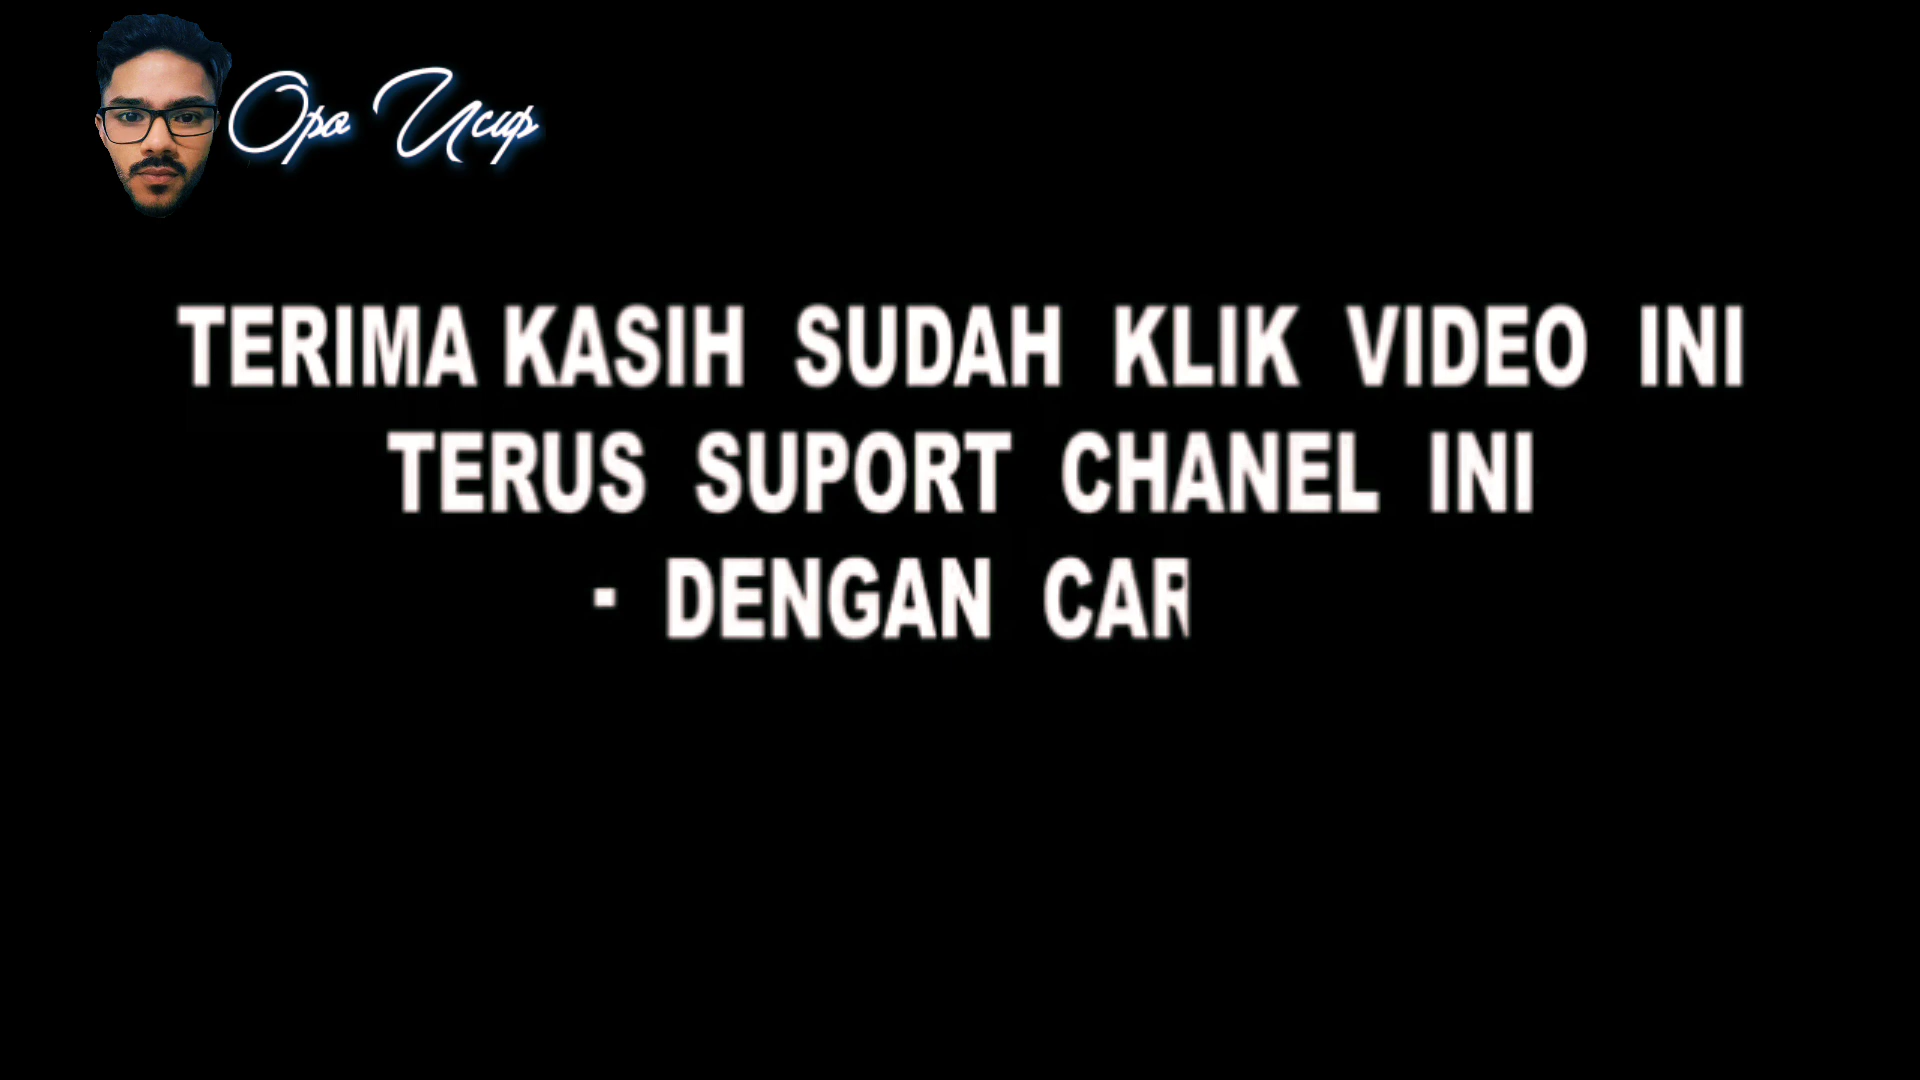 Opo Ucup
TERIMA KASIH SUDAH KLIK VIDEO INI
TERUS SUPORT CHANEL INI
- DENGAN CAR